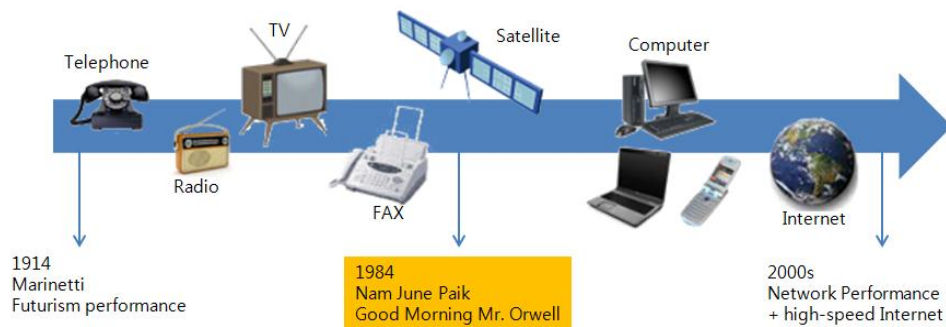 TV
Satellite
Computer
Telephone
Radio
FAX
Internet
1914
Marinetti
Futurism performance
1984
Nam June Paik
Good Morning Mr. Orwell
2000s
Network Performance
+ high-speed Internet